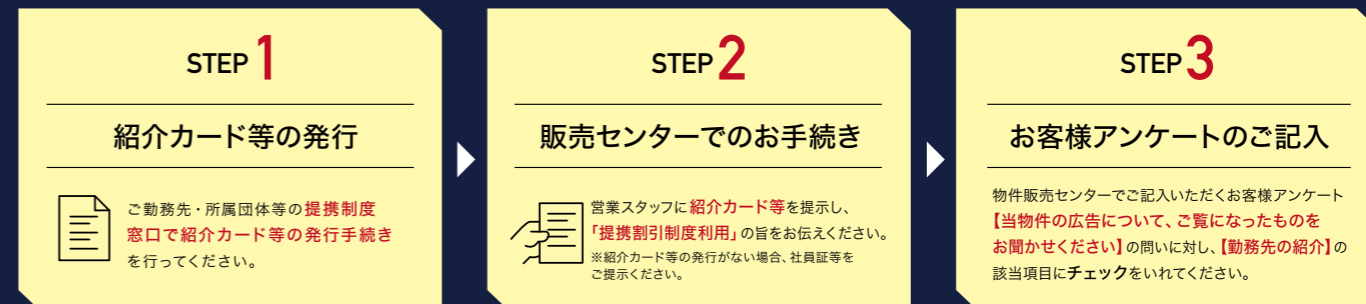 STEP 1
紹介カード等の発行
ご勤務先・所属団体等の提携制度
窓口で紹介カード等の発行手続き
を行ってください。
STEP 2
販売センターでのお手続き
営業スタッフに紹介カード等を提示し、
「提携割引制度利用」の旨をお伝えください。
※紹介カード等の発行がない場合、社員証等を
ご提示ください。
STEP 3
お客様アンケートのご記入
物件販売センターでご記入いただくお客様アンケート
【当物件の広告について、ご覧になったものを
お聞かせください】の問いに対し、【勤務先の紹介】の
該当項目にチェックをいれてください。